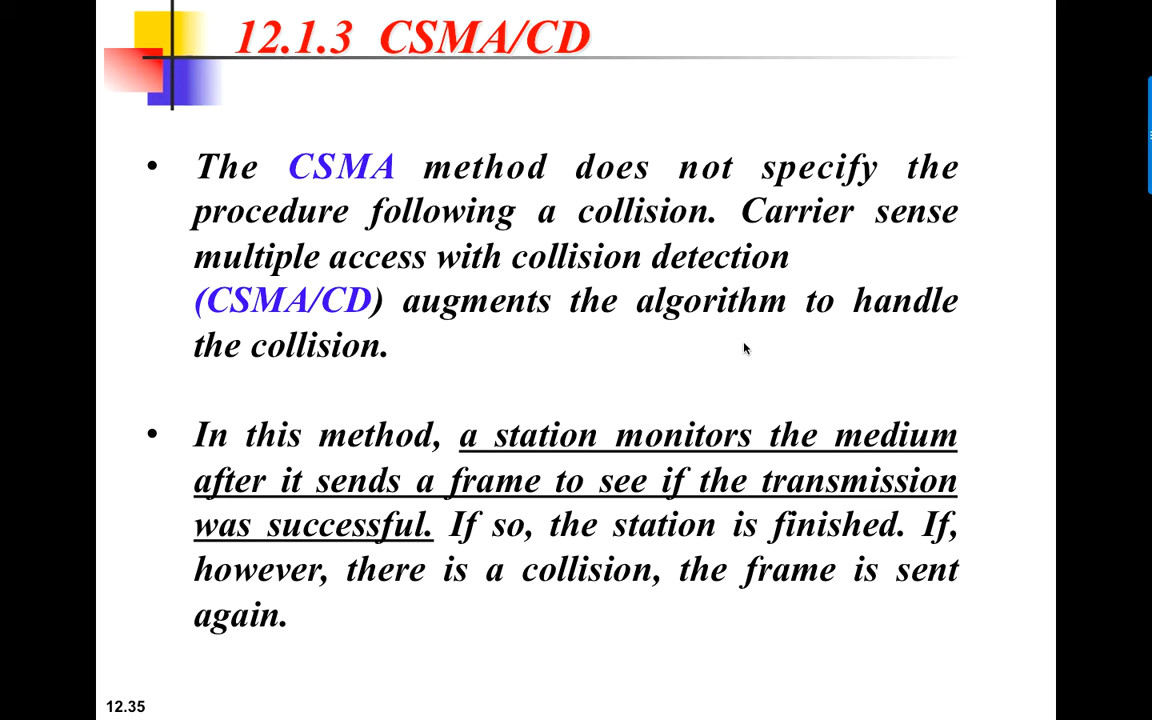 12.1.3 CSMA/CD
• The CSMA method does not specify the
procedure following a collision. Carrier sense
multiple access with collision detection
(CSMA/CD) augments the algorithm to handle
the collision.
• In this method, a station monitors the medium
after it sends a frame to see if the transmission
was successful. If so, the station is finished. If,
however, there is a collision, the frame is sent
again.
12.35